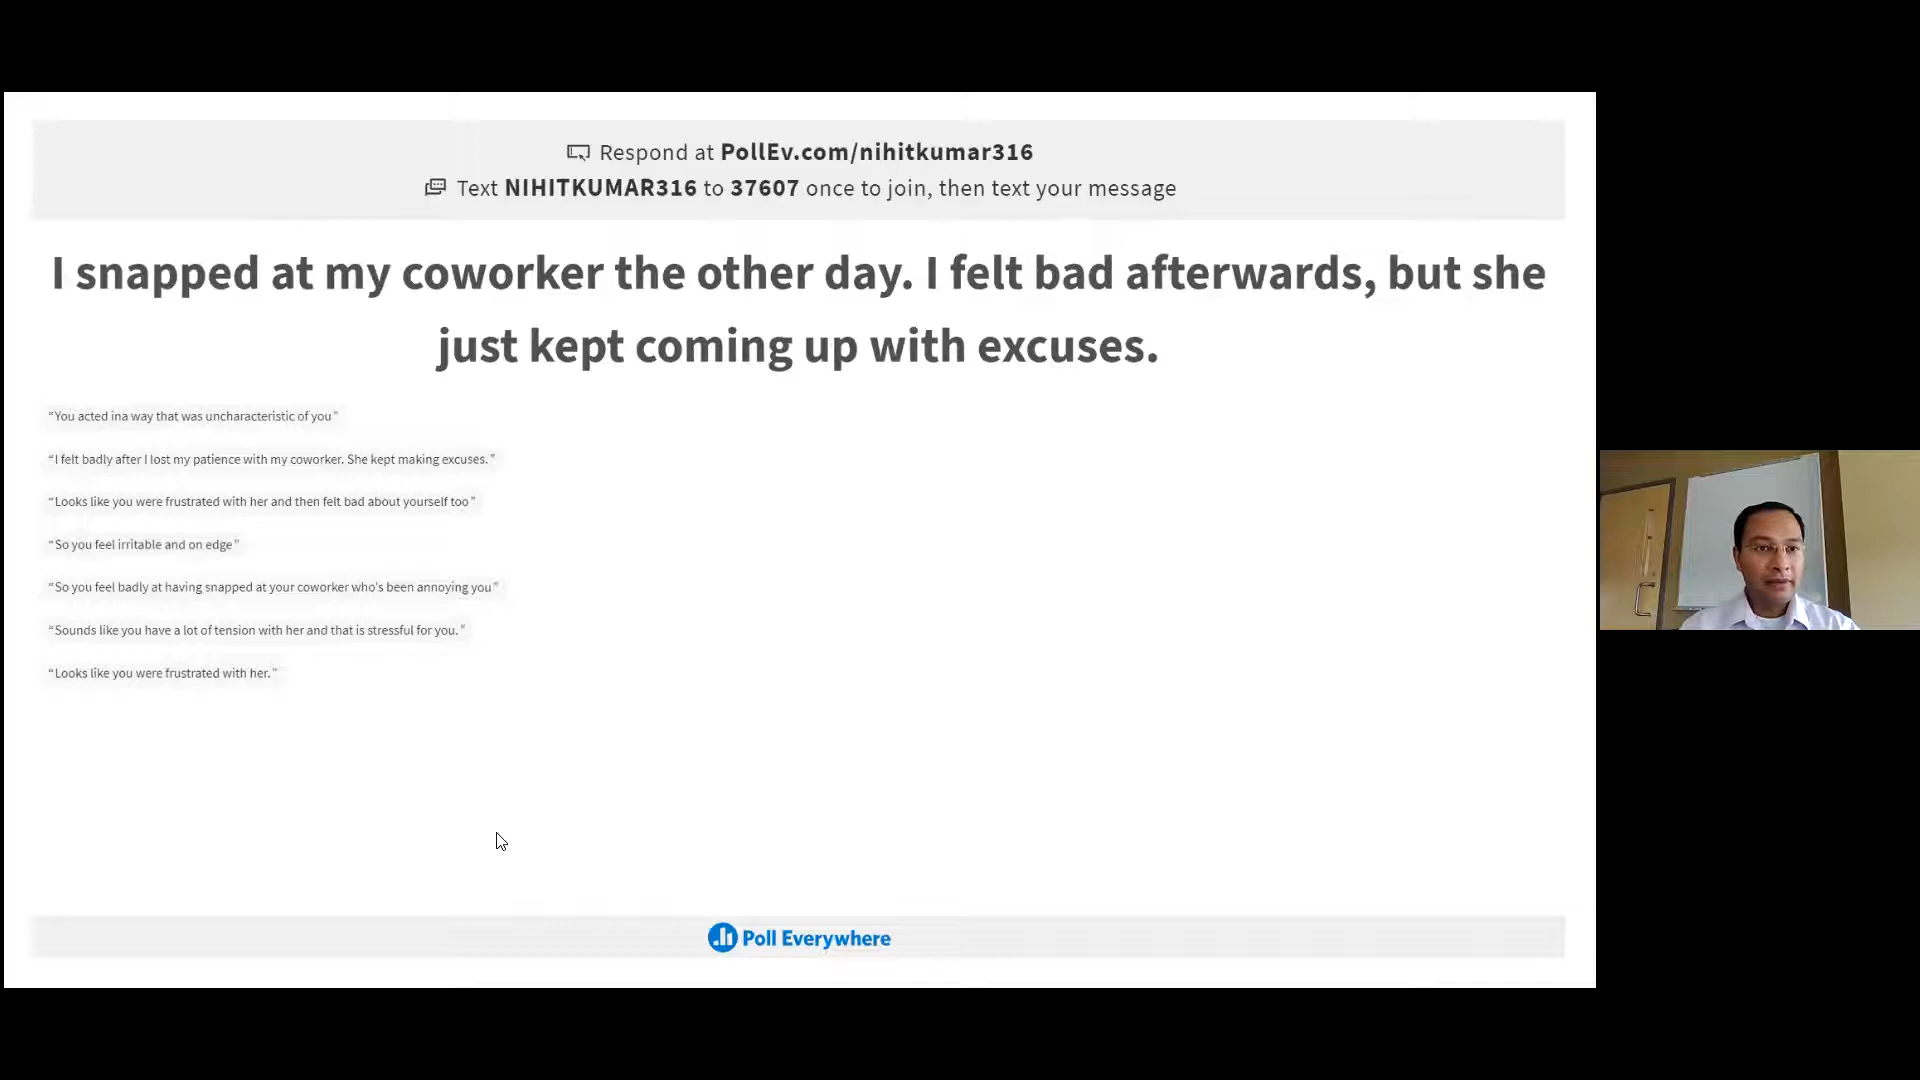 Respond at PollEv.com/nihitkumar316
Text NIHITKUMAR316 to 37607 once to join, then text your message
I snapped at my coworker the other day. I felt bad afterwards, but she
just kept coming up with excuses.
“You acted ina way that was uncharacteristic of you”
“I felt badly after I lost my patience with my coworker. She kept making excuses.”
“Looks like you were frustrated with her and then felt bad about yourself too”
“So you feel irritable and on edge”
“So you feel badly at having snapped at your coworker who's been annoying you”
“Sounds like you have a lot of tension with her and that is stressful for you.”
“Looks like you were frustrated with her.”
Poll Everywhere